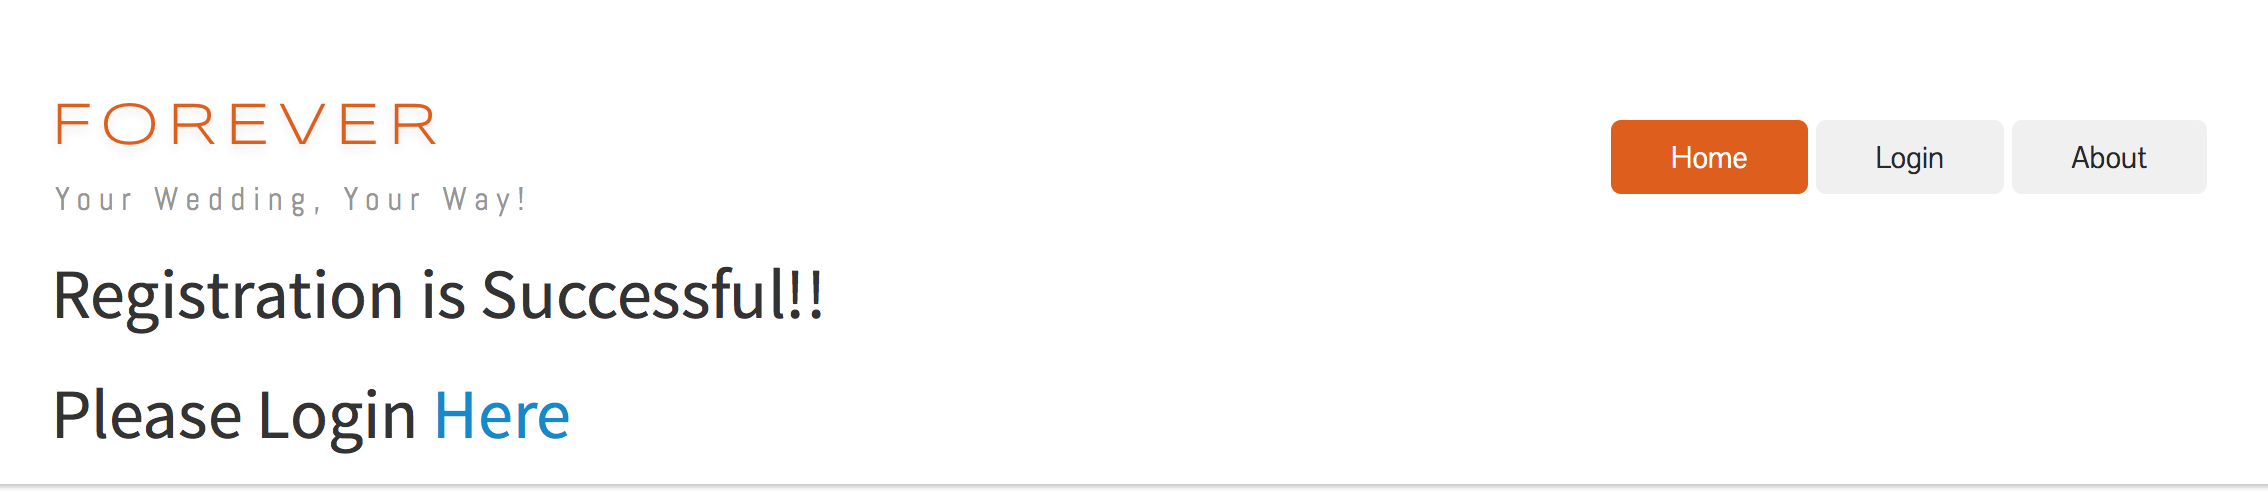 FOREVER
Your Wedding, Your Way!
Home Login About
Registration is Successful!!
Please Login Here